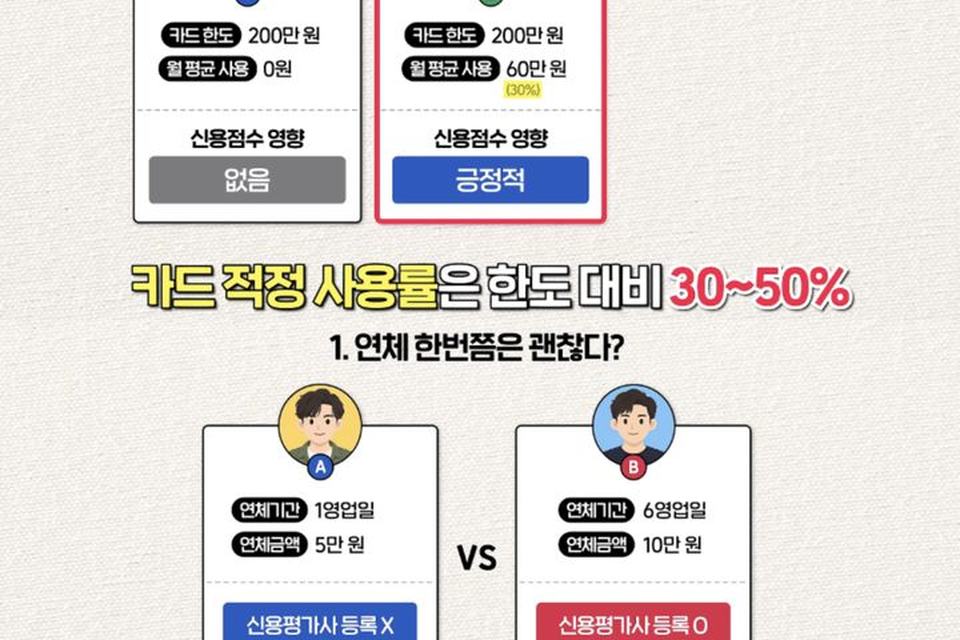 카드 한도 200만 원
월 평균 사용 0원
신용점수 영향
없음
카드 한도 200만 원
월 평균 사용 60만 원
(30%)
신용점수 영향
긍정적
카드 적정 사용률은 한도 대비 30~50%
1. 연체 한번쯤은 괜찮다?
A
연체기간 1영업일
연체금액 5만 원
신용평가사 등록 X
VS
B
연체기간 6영업일
연체금액 10만 원
신용평가사 등록 O